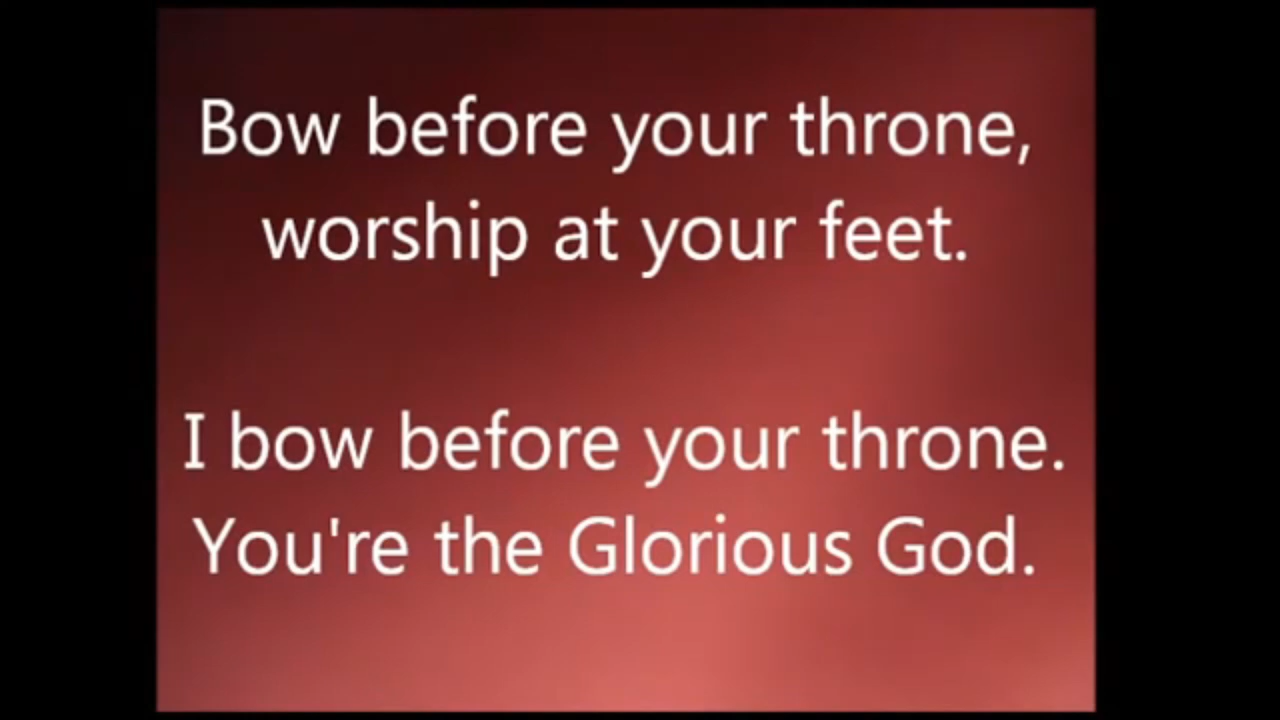 Bow before your throne,
worship at your feet.
I bow before your throne.
You're the Glorious God.